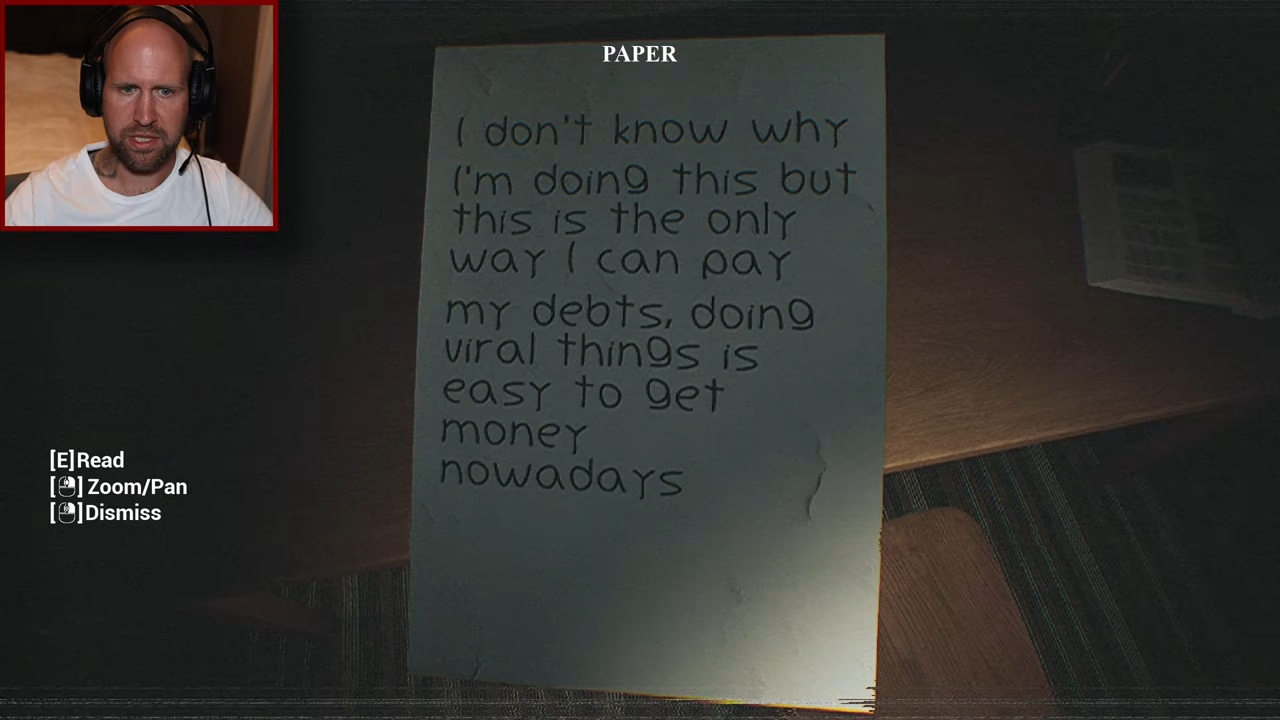 PAPER
I don't know why
I'm doing this but
this is the only
way I can pay
my debts, doing
viral things is
easy to get
money
nowadays
[E]Read
[ ] Zoom/Pan
[ ]Dismiss